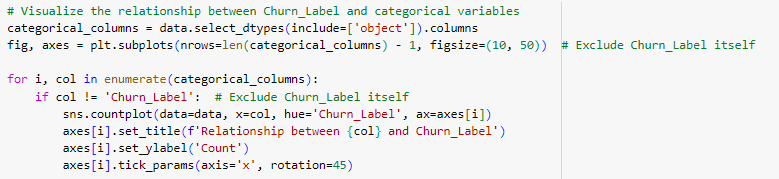 # Visualize the relationship between Churn_Label and categorical variables
categorical_columns = data.select_dtypes(include=['object']).columns
fig, axes = plt.subplots(nrows=len(categorical_columns) - 1, figsize=(10, 50))  # Exclude Churn_Label itself

for i, col in enumerate(categorical_columns):
    if col != 'Churn_Label':  # Exclude Churn_Label itself
        sns.countplot(data=data, x=col, hue='Churn_Label', ax=axes[i])
        axes[i].set_title(f'Relationship between {col} and Churn_Label')
        axes[i].set_ylabel('Count')
        axes[i].tick_params(axis='x', rotation=45)